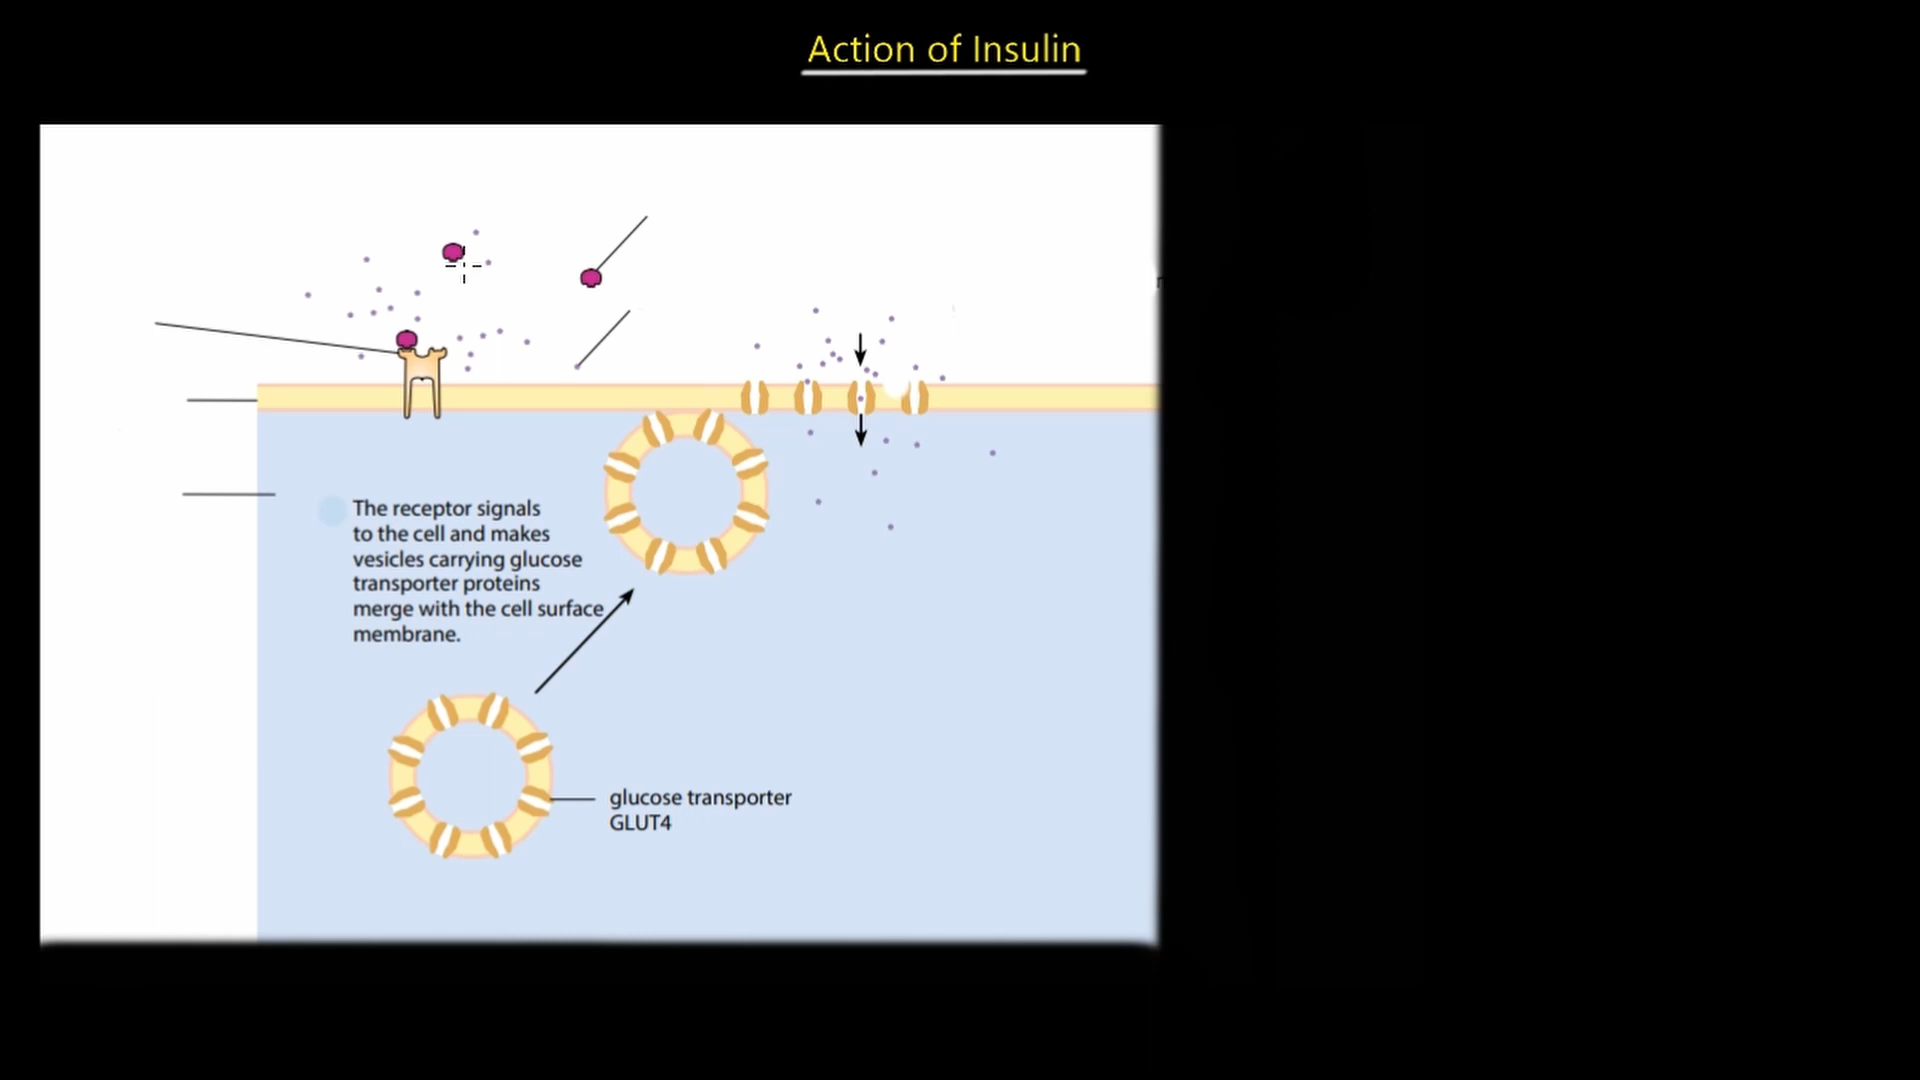 Action of Insulin
The receptor signals
to the cell and makes
vesicles carrying glucose
transporter proteins
merge with the cell surface
membrane.
glucose transporter
GLUT4